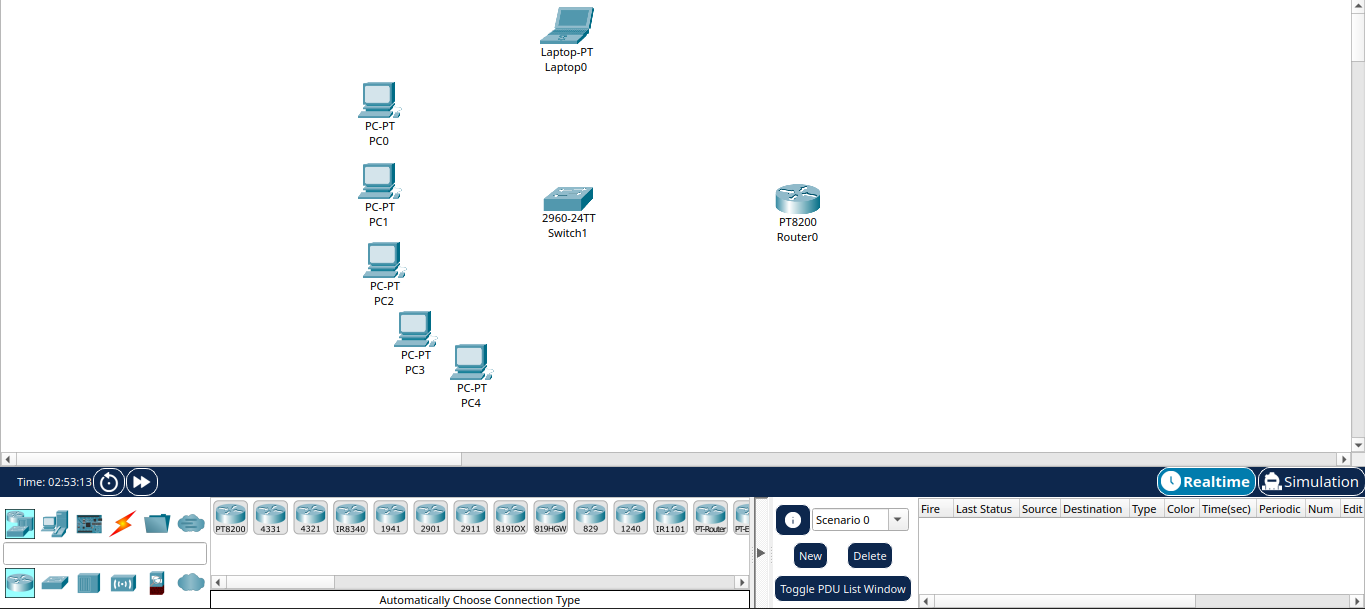 Laptop-PT
Laptop0
PC-PT
PC0
PC-PT
PC1
2960-24TT
Switch1
PT8200
Router0
PC-PT
PC2
PC-PT
PC3
PC-PT
PC4
Time: 02:53:13
Realtime
Simulation
PT8200 4331 4321 IR8340 1941 2901 2911 819IOX 819HGW 829 1240 IR1101 PT-Router PT-E
Scenario 0
New
Delete
Toggle PDU List Window
Fire Last Status Source Destination Type Color Time(sec) Periodic Num Edit
Automatically Choose Connection Type